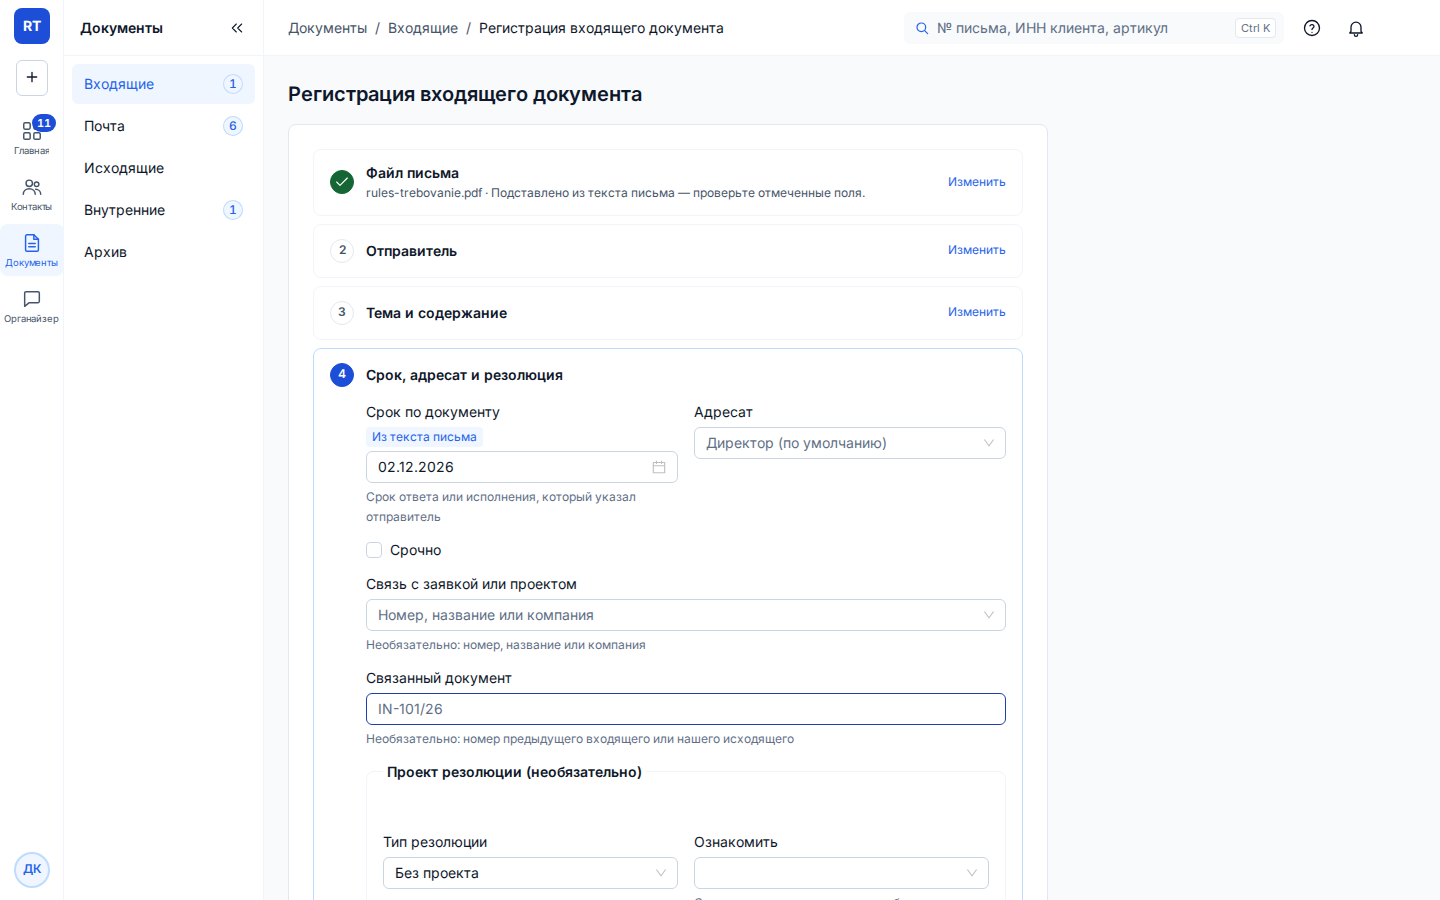 RT
Документы
Документы / Входящие / Регистрация входящего документа
№ письма, ИНН клиента, артикул
Ctrl K
11
Главная
Контакты
Документы
Органайзер
ДК
Входящие 1
Почта 6
Исходящие
Внутренние 1
Архив
Регистрация входящего документа
Файл письма
rules-trebovanie.pdf · Подставлено из текста письма — проверьте отмеченные поля.
Изменить
2 Отправитель Изменить
3 Тема и содержание Изменить
4 Срок, адресат и резолюция
Срок по документу
Из текста письма
02.12.2026
Срок ответа или исполнения, который указал
отправитель
Адресат
Директор (по умолчанию)
Срочно
Связь с заявкой или проектом
Номер, название или компания
Необязательно: номер, название или компания
Связанный документ
IN-101/26
Необязательно: номер предыдущего входящего или нашего исходящего
Проект резолюции (необязательно)
Тип резолюции
Без проекта
Ознакомить